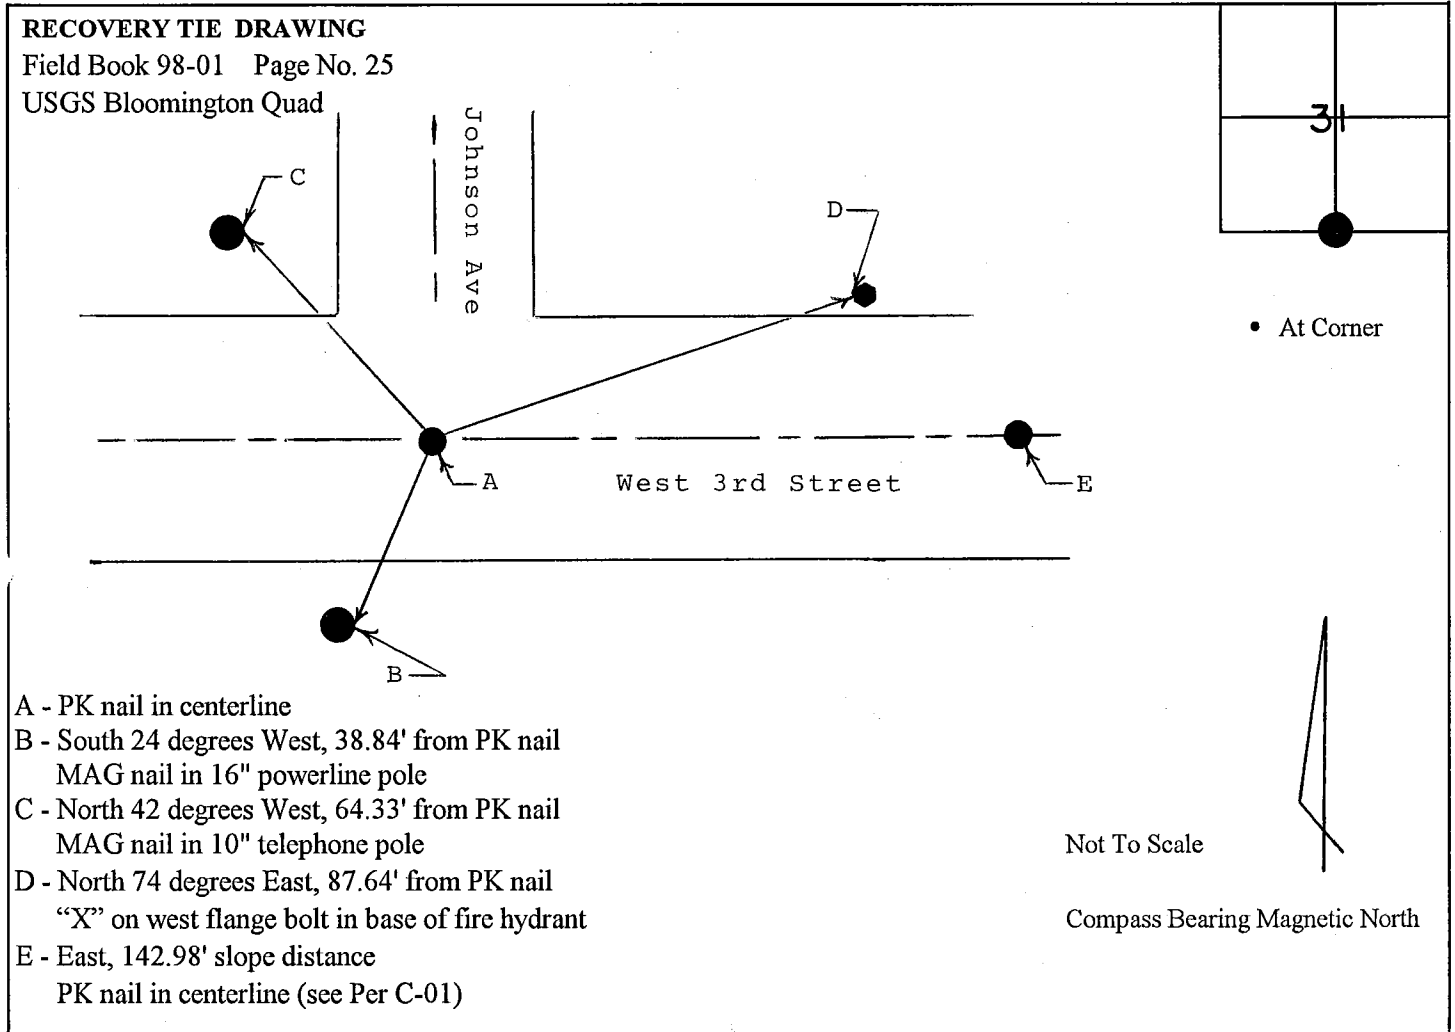 RECOVERY TIE DRAWING
Field Book 98-01 Page No. 25
USGS Bloomington Quad
Johnson Ave
C
D
31
• At Corner
A
West 3rd Street
E
B
A - PK nail in centerline
B - South 24 degrees West, 38.84' from PK nail
MAG nail in 16" powerline pole
C - North 42 degrees West, 64.33' from PK nail
MAG nail in 10" telephone pole
D - North 74 degrees East, 87.64' from PK nail
“X” on west flange bolt in base of fire hydrant
E - East, 142.98' slope distance
PK nail in centerline (see Per C-01)
Not To Scale
Compass Bearing Magnetic North